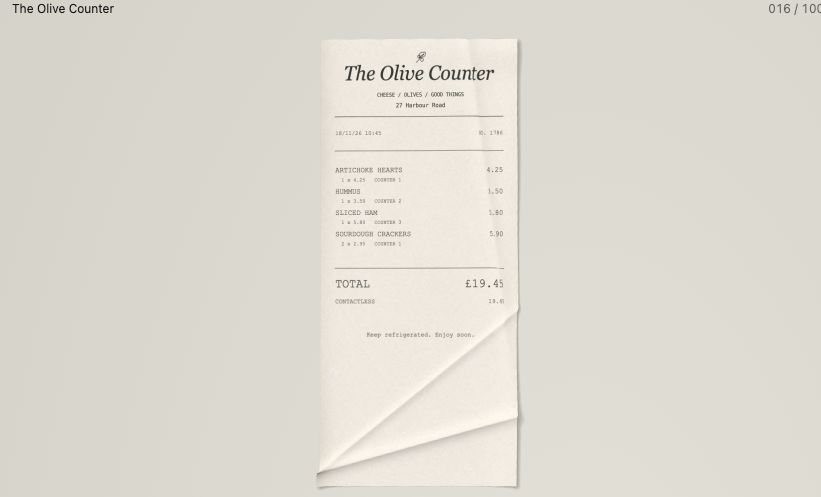 The Olive Counter
016 / 100
The Olive Counter
CHEESE / OLIVES / GOOD THINGS
27 Harbour Road
18/11/26 10:45 1786
ARTICHOKE HEARTS 4.25
1 x 4.25 COUNTER 1
HUMMUS
1 x 3.50 COUNTER 2
SLICED HAM 5.80
1 x 5.80 COUNTER 3
SOURDOUGH CRACKERS 5.90
2 x 2.95 COUNTER 1
TOTAL £19.45
CONTACTLESS
Keep refrigerated. Enjoy soon.